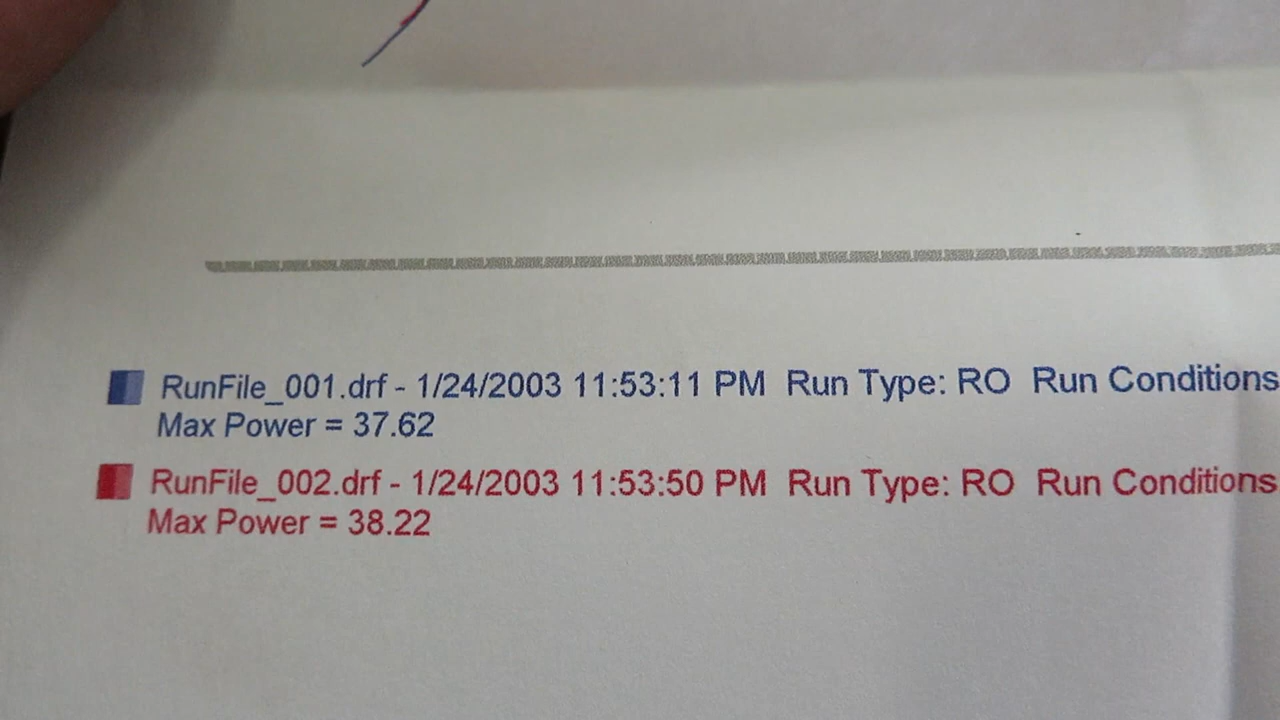 RunFile_001.drf - 1/24/2003 11:53:11 PM Run Type: RO Run Conditions
Max Power = 37.62
RunFile_002.drf - 1/24/2003 11:53:50 PM Run Type: RO Run Conditions
Max Power = 38.22